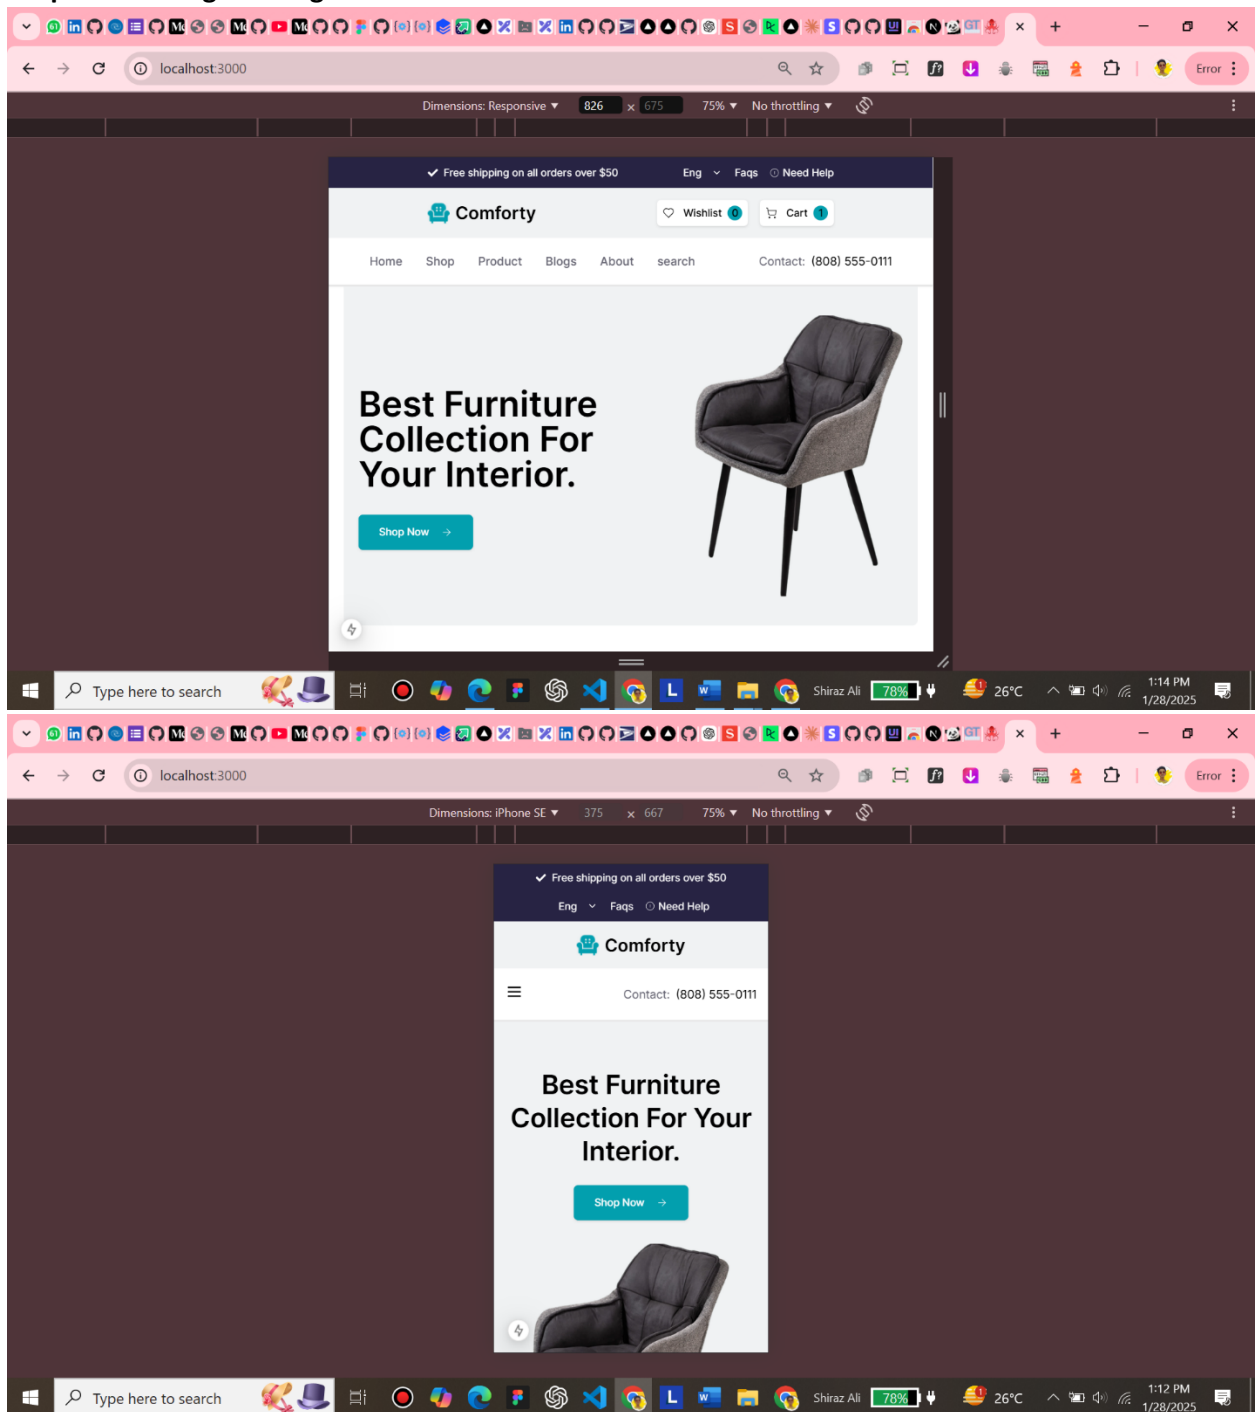 localhost:3000
Error
Dimensions: Responsive 826 × 675 75% No throttling
Free shipping on all orders over $50 Eng Faqs Need Help
Comforty Wishlist 0 Cart 1
Home Shop Product Blogs About search Contact: (808) 555-0111
Best Furniture
Collection For
Your Interior.
Shop Now
Type here to search Shiraz Ali 78% 26°C 1:14 PM
1/28/2025
localhost:3000
Error
Dimensions: iPhone SE 375 × 667 75% No throttling
Free shipping on all orders over $50
Eng Faqs Need Help
Comforty
Contact: (808) 555-0111
Best Furniture
Collection For Your
Interior.
Shop Now
Type here to search Shiraz Ali 78% 26°C 1:12 PM
1/28/2025